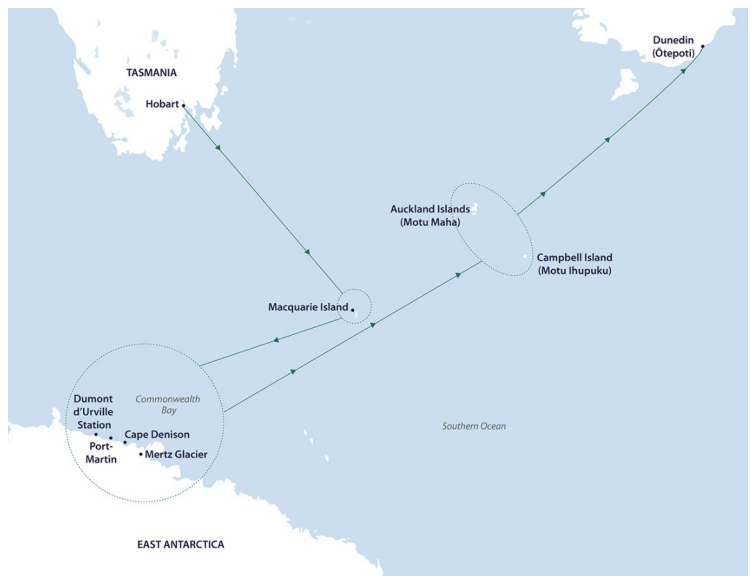 Dunedin
(Ōtepoti)
TASMANIA
Hobart
Auckland Islands
(Motu Maha)
Campbell Island
(Motu Ihupuku)
Macquarie Island
Dumont
d'Urville
Station
Commonwealth
Bay
Cape Denison
Port-
Martin
Mertz Glacier
Southern Ocean
EAST ANTARCTICA